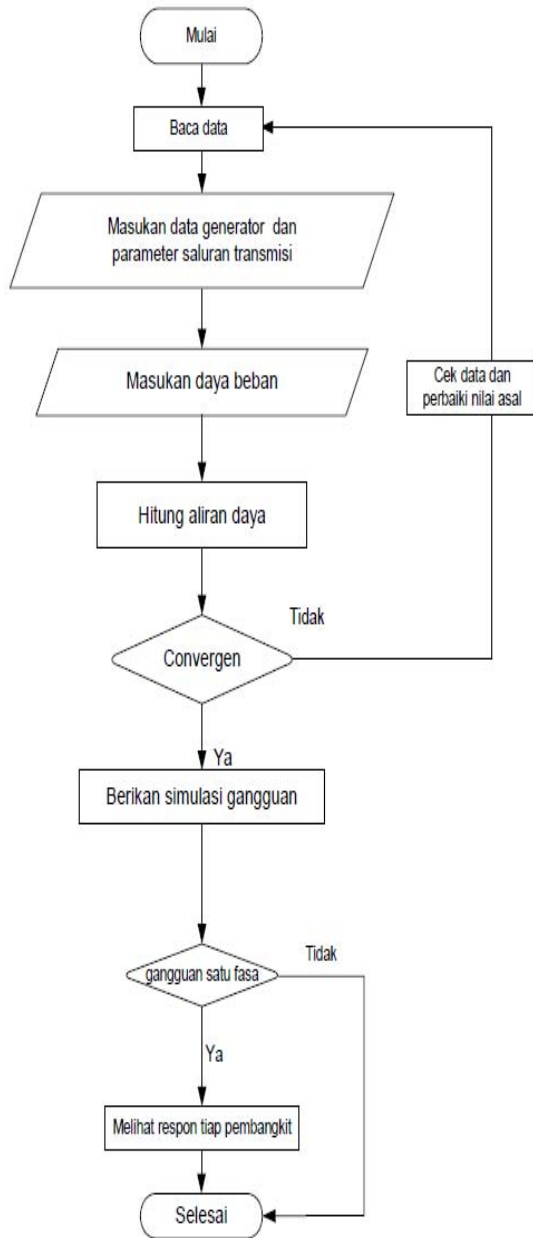 Mulai
Baca data
Masukan data generator dan
parameter saluran transmisi
Masukan daya beban
Cek data dan
perbaiki nilai asal
Hitung aliran daya
Tidak
Convergen
Ya
Berikan simulasi gangguan
gangguan satu fasa
Tidak
Ya
Melihat respon tiap pembangkit
Selesai